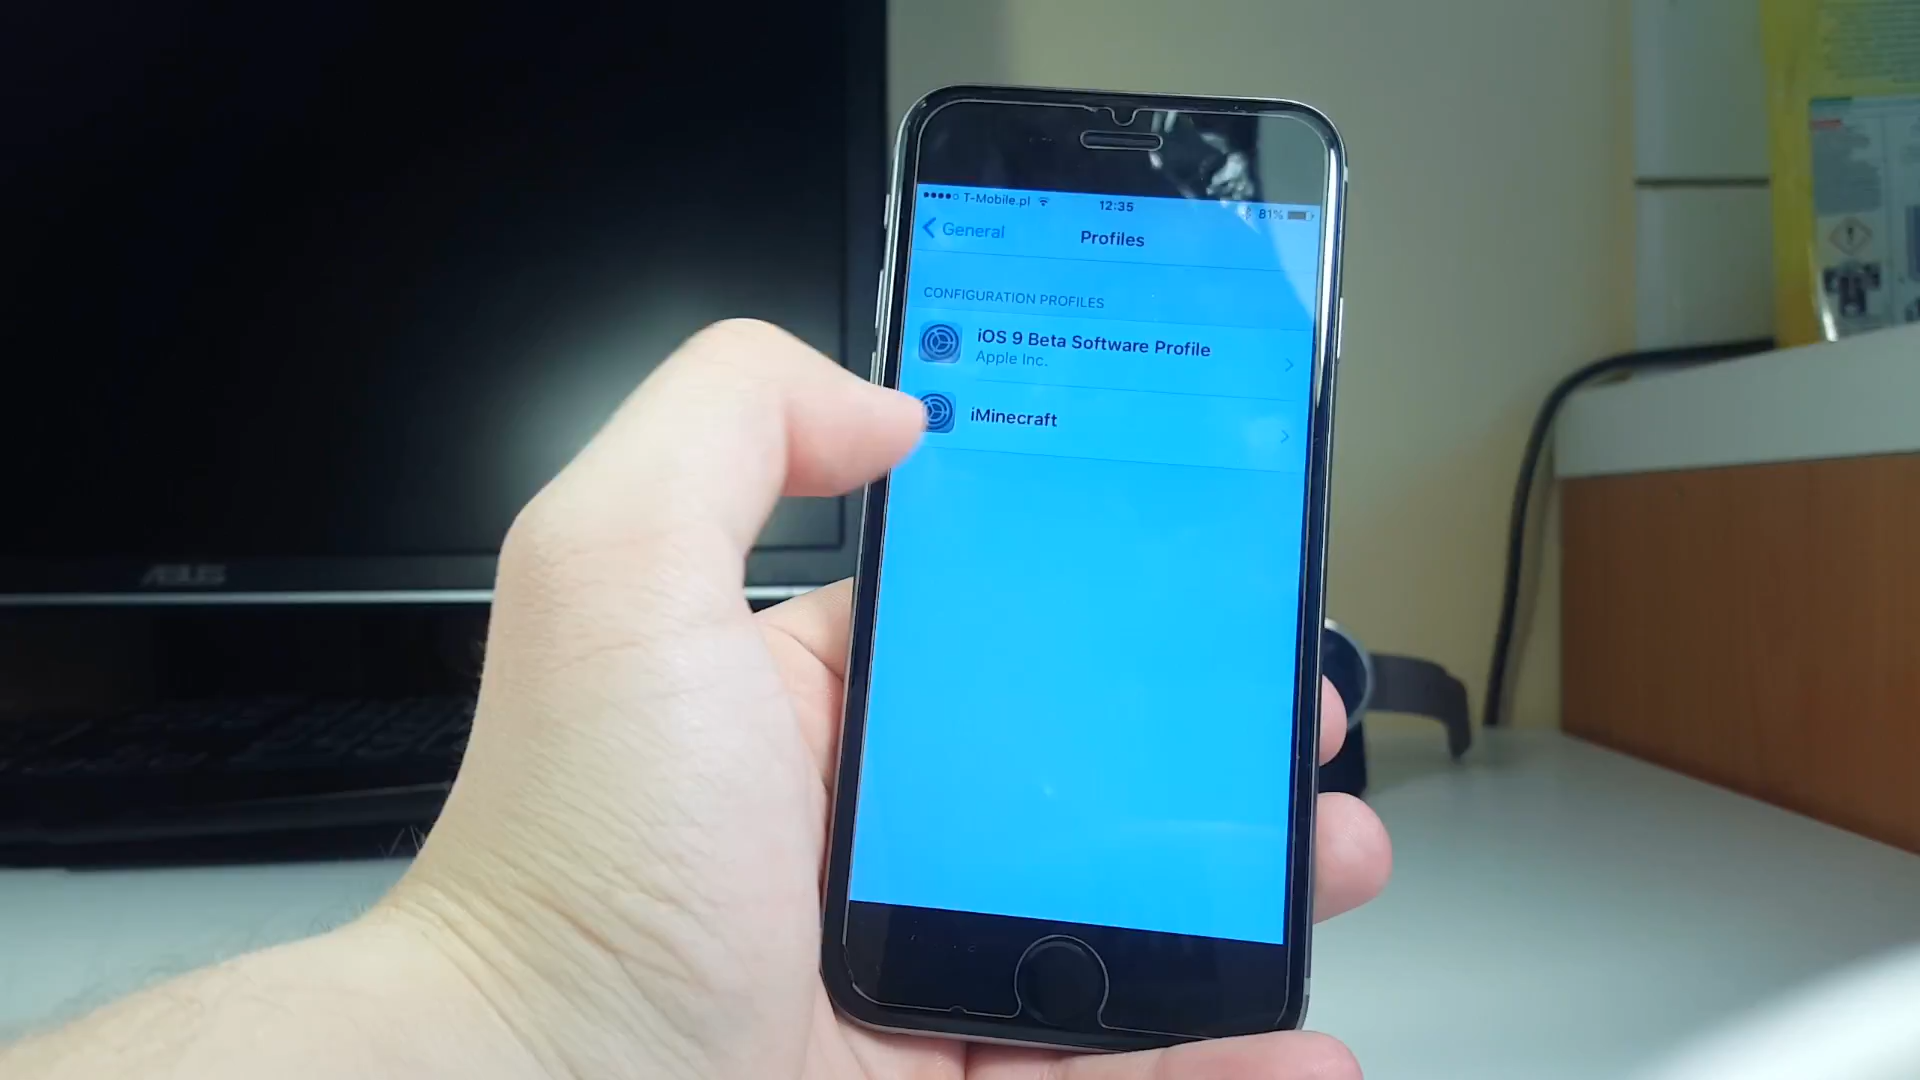 T-Mobile.pl 12:35 81%
General Profiles
CONFIGURATION PROFILES
iOS 9 Beta Software Profile
Apple Inc.
iMinecraft
ASUS